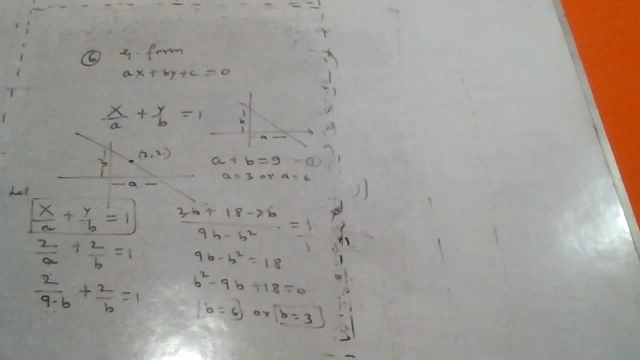 ⑥ G. form
ax + by + c = 0
x/a + y/b = 1
b
a
(2,2)
a
a + b = 9 - ①
a = 3 or a = 6
Let
x/a + y/b = 1
2/a + 2/b = 1
2/9-b + 2/b = 1
2b + 18 - 2b / 9b - b² = 1/1
9b - b² = 18
b² - 9b + 18 = 0
b = 6 or b = 3